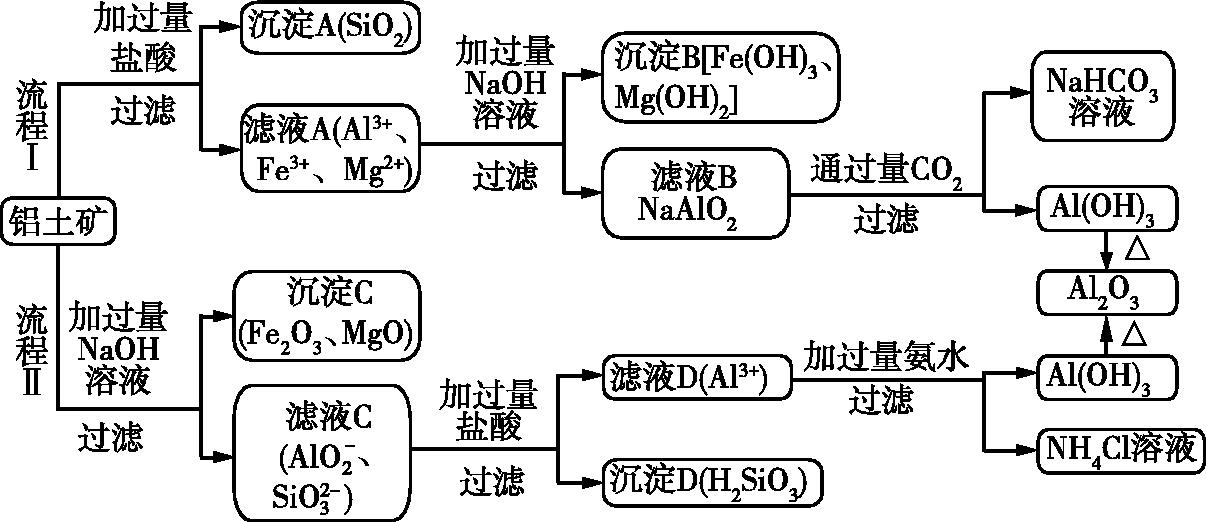 铝土矿
流程Ⅰ
加过量
盐酸
过滤
沉淀A(SiO₂)
滤液A(Al³⁺、
Fe³⁺、Mg²⁺)
加过量
NaOH
溶液
过滤
沉淀B[Fe(OH)₃、
Mg(OH)₂]
滤液B
NaAlO₂
通过量CO₂
过滤
NaHCO₃
溶液
Al(OH)₃
△
Al₂O₃
流程Ⅱ
加过量
NaOH
溶液
过滤
沉淀C
(Fe₂O₃、MgO)
滤液C
(AlO₂⁻、
SiO₃²⁻)
加过量
盐酸
过滤
滤液D(Al³⁺)
沉淀D(H₂SiO₃)
加过量氨水
过滤
△
Al(OH)₃
NH₄Cl溶液